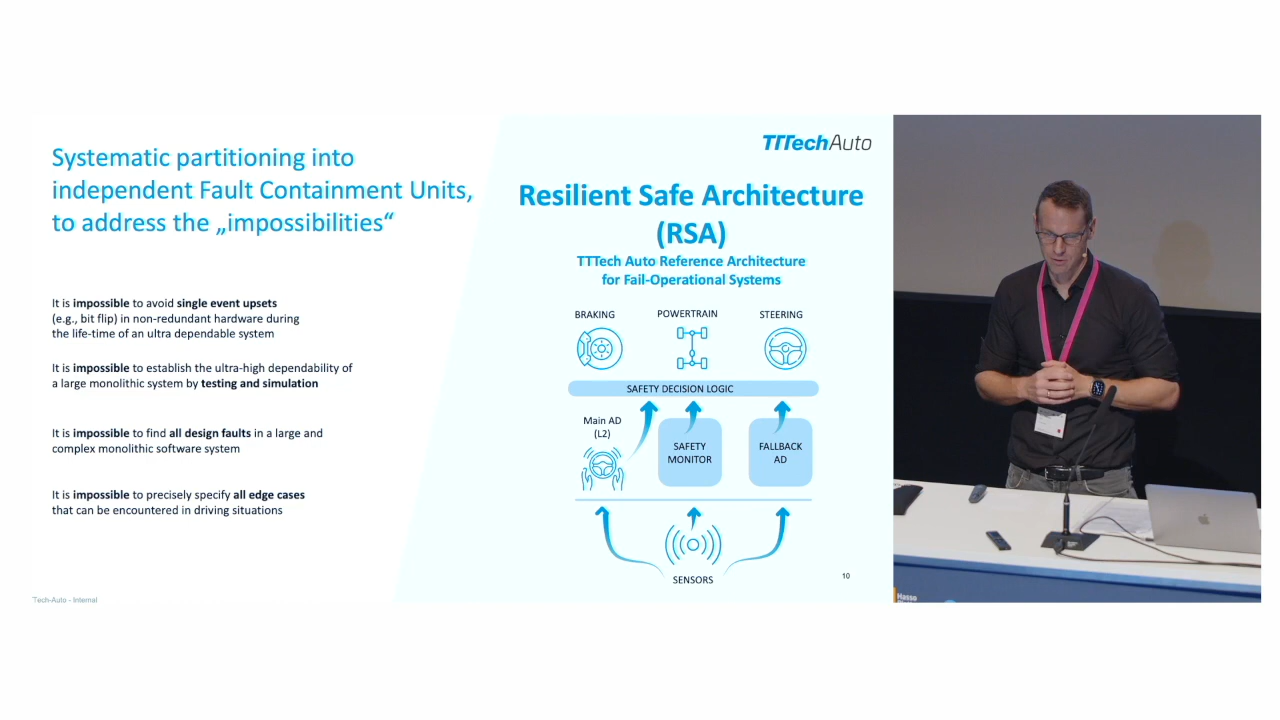 Systematic partitioning into
independent Fault Containment Units,
to address the „impossibilities“
It is impossible to avoid single event upsets
(e.g., bit flip) in non-redundant hardware during
the life-time of an ultra dependable system
It is impossible to establish the ultra-high dependability of
a large monolithic system by testing and simulation
It is impossible to find all design faults in a large and
complex monolithic software system
It is impossible to precisely specify all edge cases
that can be encountered in driving situations
Tech-Auto - Internal
TTTechAuto
Resilient Safe Architecture
(RSA)
TTTech Auto Reference Architecture
for Fail-Operational Systems
BRAKING
POWERTRAIN
STEERING
SAFETY DECISION LOGIC
Main AD
(L2)
SAFETY
MONITOR
FALLBACK
AD
SENSORS
10
Hasso